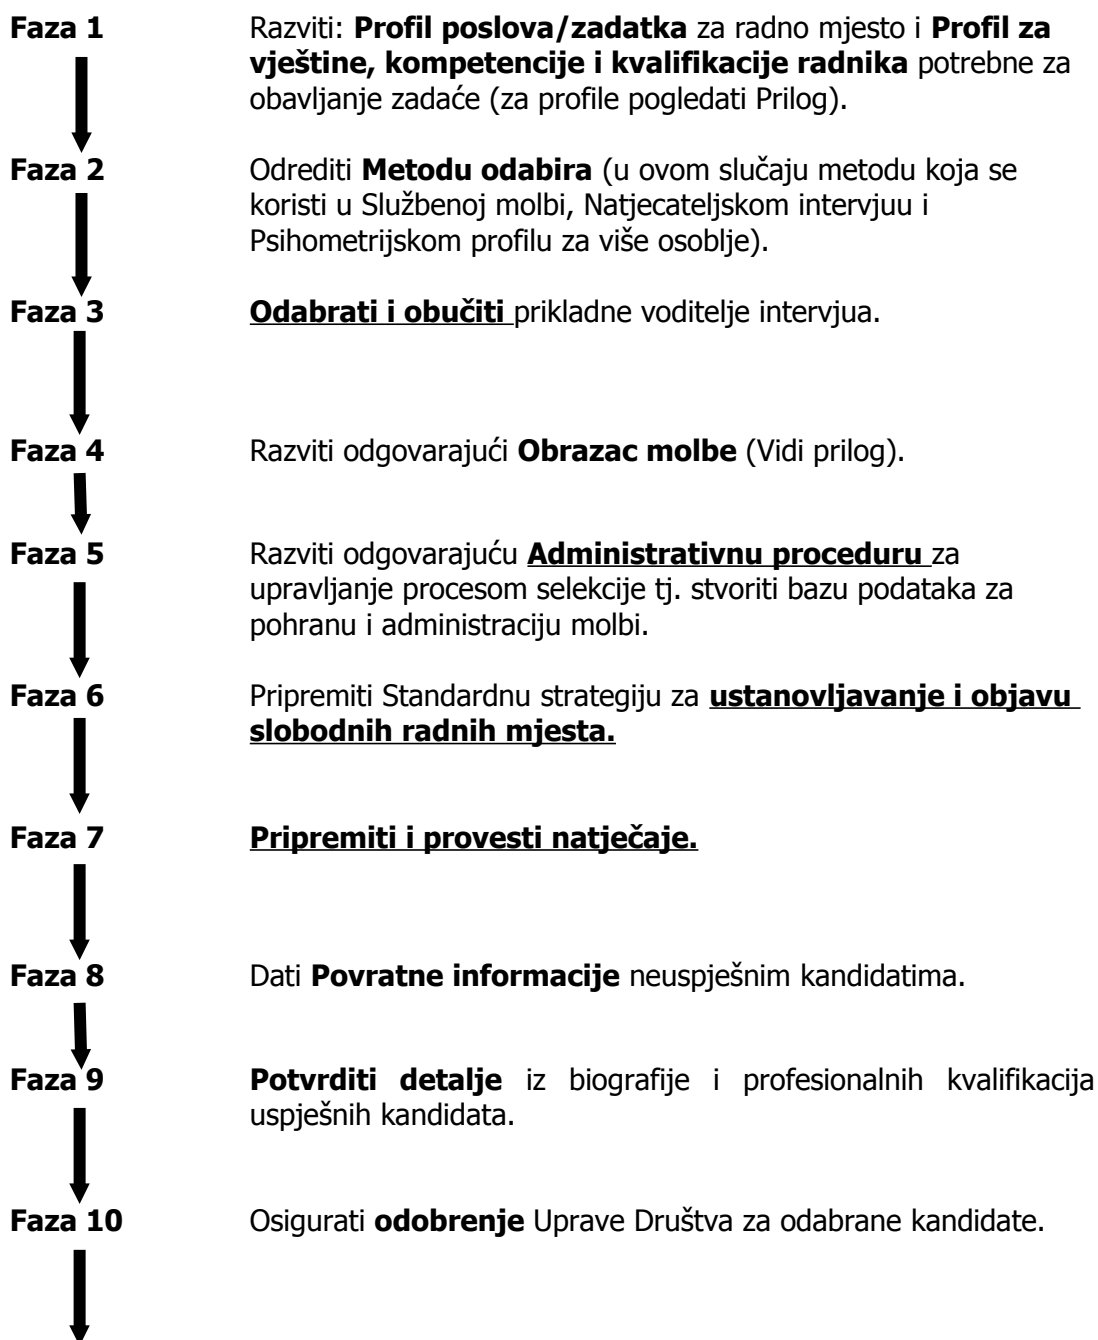 Faza 1 Razviti: Profil poslova/zadatka za radno mjesto i Profil za
vještine, kompetencije i kvalifikacije radnika potrebne za
obavljanje zadaće (za profile pogledati Prilog).
Faza 2 Odrediti Metodu odabira (u ovom slučaju metodu koja se
koristi u Službenoj molbi, Natjecateljskom intervjuu i
Psihometrijskom profilu za više osoblje).
Faza 3 Odabrati i obučiti prikladne voditelje intervjua.
Faza 4 Razviti odgovarajući Obrazac molbe (Vidi prilog).
Faza 5 Razviti odgovarajuću Administrativnu proceduru za
upravljanje procesom selekcije tj. stvoriti bazu podataka za
pohranu i administraciju molbi.
Faza 6 Pripremiti Standardnu strategiju za ustanovljavanje i objavu
slobodnih radnih mjesta.
Faza 7 Pripremiti i provesti natječaje.
Faza 8 Dati Povratne informacije neuspješnim kandidatima.
Faza 9 Potvrditi detalje iz biografije i profesionalnih kvalifikacija
uspješnih kandidata.
Faza 10 Osigurati odobrenje Uprave Društva za odabrane kandidate.